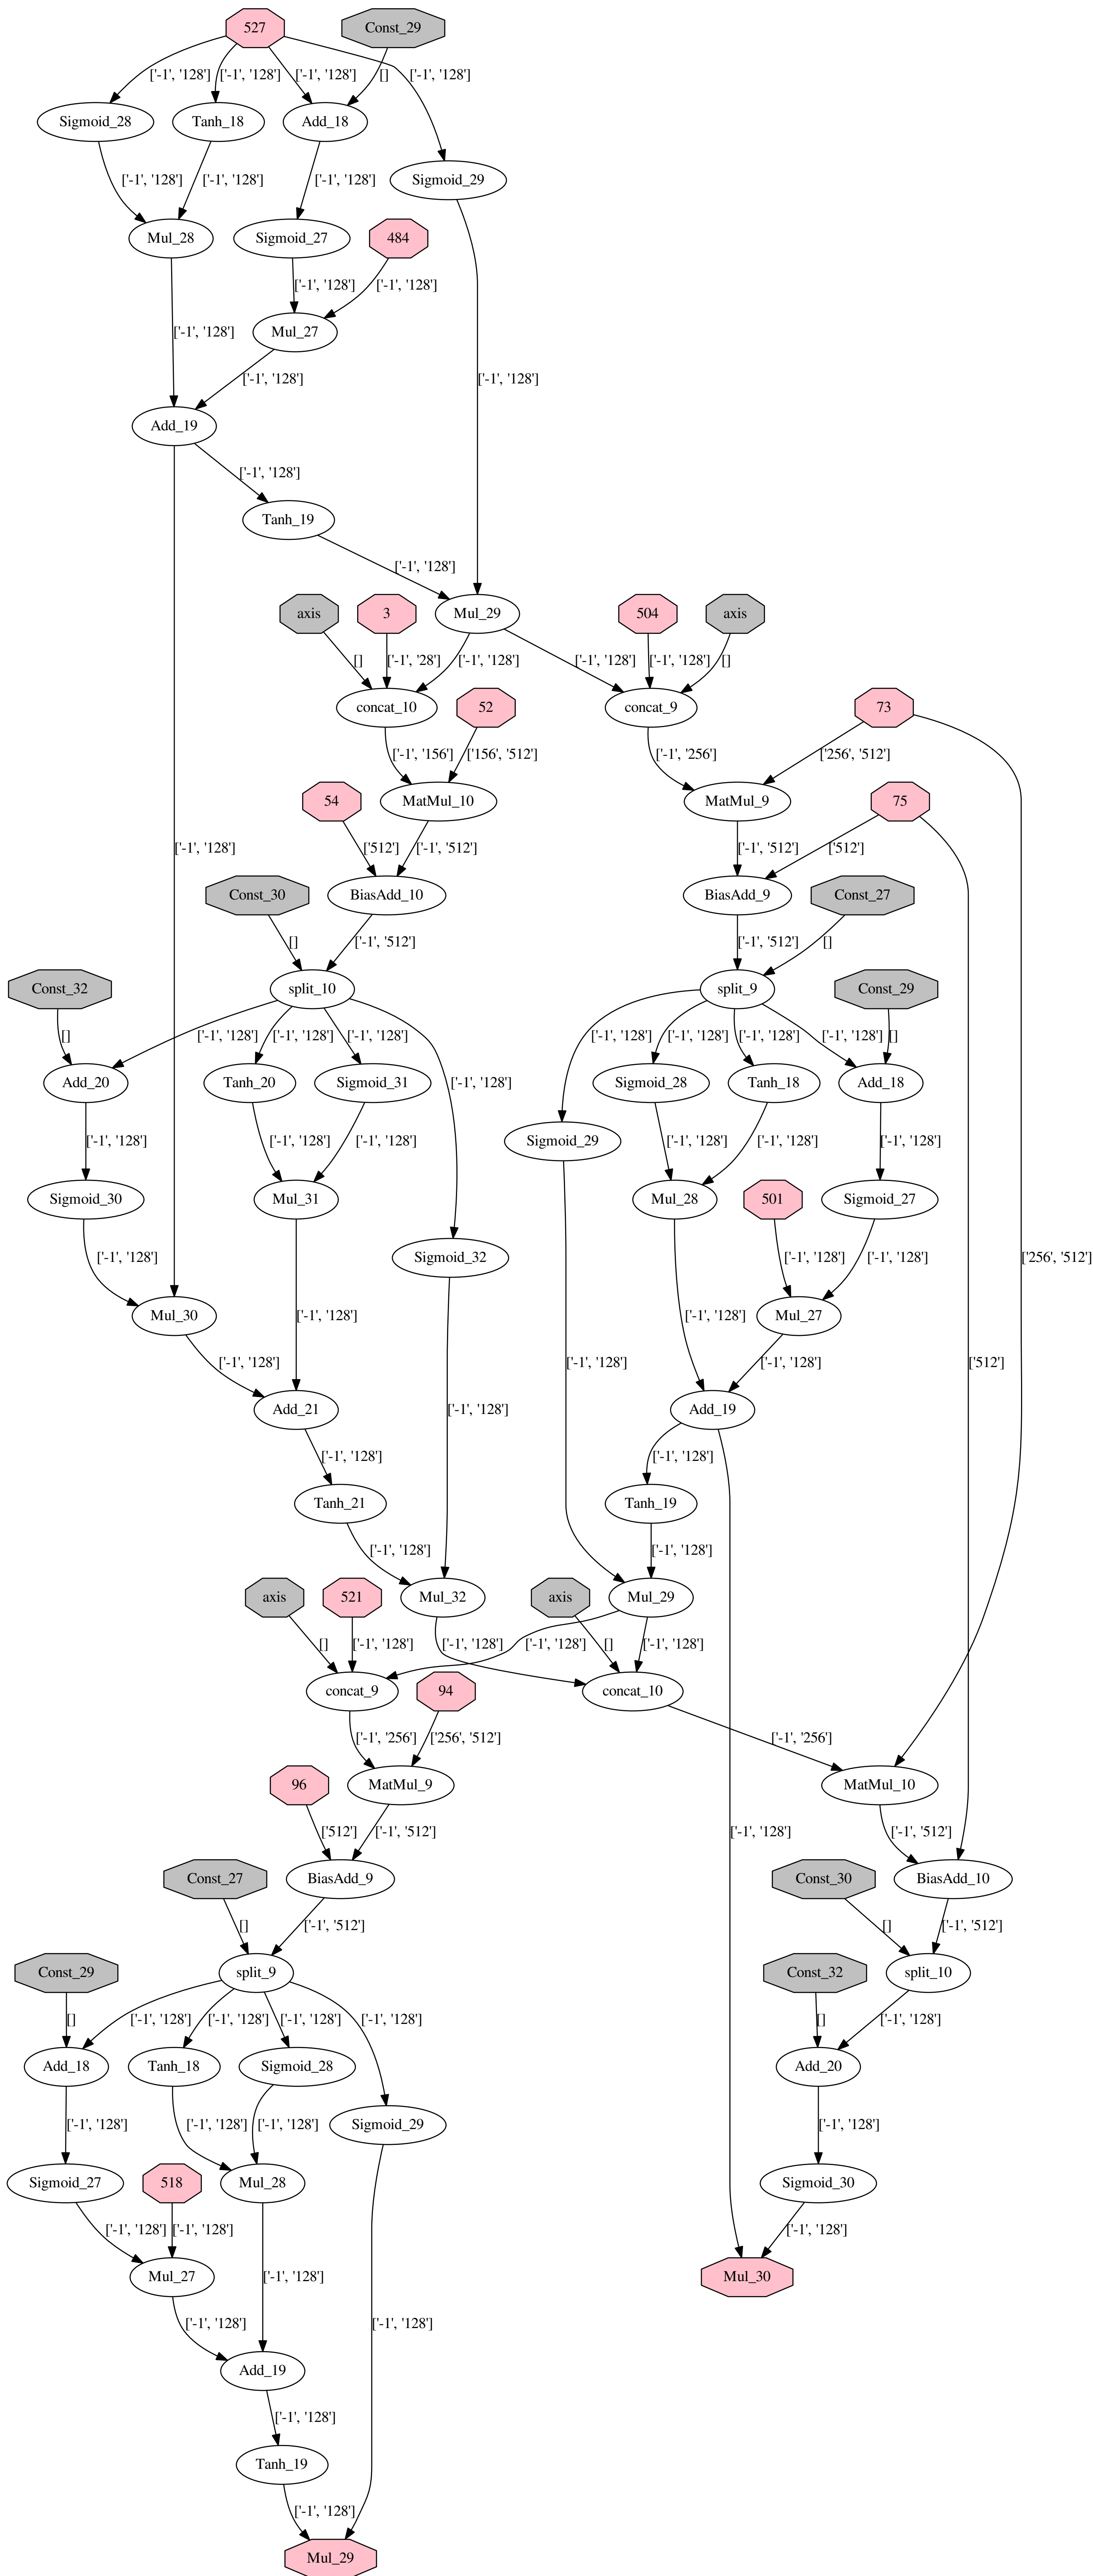 527 Const_29
['-1', '128'] ['-1', '128'] ['-1', '128'] [] ['-1', '128']
Sigmoid_28 Tanh_18 Add_18
['-1', '128'] ['-1', '128'] ['-1', '128'] Sigmoid_29
Mul_28 Sigmoid_27 484
['-1', '128'] ['-1', '128']
['-1', '128'] Mul_27
['-1', '128'] ['-1', '128']
Add_19
['-1', '128']
Tanh_19
['-1', '128']
axis 3 Mul_29 504 axis
[] ['-1', '28'] ['-1', '128'] ['-1', '128'] ['-1', '128'] []
concat_10 52 concat_9 73
['-1', '156'] ['156', '512'] ['-1', '256'] ['256', '512']
54 MatMul_10 MatMul_9 75
['-1', '128'] ['512'] ['-1', '512'] ['-1', '512'] ['512']
Const_30 BiasAdd_10 BiasAdd_9 Const_27
[] ['-1', '512'] ['-1', '512'] []
Const_32 split_10 split_9 Const_29
[] ['-1', '128'] ['-1', '128'] ['-1', '128'] ['-1', '128'] ['-1', '128'] ['-1', '128'] ['-1', '128'] []
Add_20 Tanh_20 Sigmoid_31 ['-1', '128'] Sigmoid_28 Tanh_18 Add_18
['-1', '128'] ['-1', '128'] ['-1', '128'] Sigmoid_29 ['-1', '128'] ['-1', '128'] ['-1', '128']
Sigmoid_30 Mul_31 Mul_28 501 Sigmoid_27
['-1', '128'] Sigmoid_32 ['-1', '128'] ['-1', '128'] ['256', '512']
Mul_30 ['-1', '128'] ['-1', '128'] Mul_27
['-1', '128'] ['-1', '128'] ['-1', '128'] ['512']
Add_21 ['-1', '128'] Add_19
['-1', '128'] ['-1', '128']
Tanh_21 Tanh_19
['-1', '128'] ['-1', '128']
axis 521 Mul_32 axis Mul_29
[] ['-1', '128'] ['-1', '128'] ['-1', '128'] [] ['-1', '128']
concat_9 94 concat_10
['-1', '256'] ['256', '512'] ['-1', '256']
96 MatMul_9 MatMul_10
['512'] ['-1', '512'] ['-1', '128'] ['-1', '512']
Const_27 BiasAdd_9 Const_30 BiasAdd_10
[] ['-1', '512'] [] ['-1', '512']
Const_29 split_9 Const_32 split_10
[] ['-1', '128'] ['-1', '128'] ['-1', '128'] ['-1', '128'] [] ['-1', '128']
Add_18 Tanh_18 Sigmoid_28 Add_20
['-1', '128'] ['-1', '128'] ['-1', '128'] Sigmoid_29 ['-1', '128']
Sigmoid_27 518 Mul_28 Sigmoid_30
['-1', '128'] ['-1', '128'] ['-1', '128']
Mul_27 ['-1', '128'] Mul_30
['-1', '128'] ['-1', '128']
Add_19
['-1', '128']
Tanh_19
['-1', '128']
Mul_29